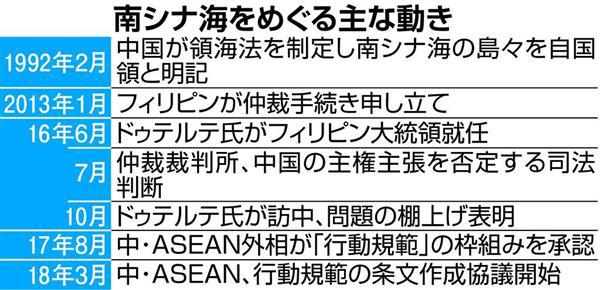 南シナ海をめぐる主な動き
1992年2月 中国が領海法を制定し南シナ海の島々を自国
領と明記
2013年1月 フィリピンが仲裁手続き申し立て
16年6月 ドゥテルテ氏がフィリピン大統領就任
7月 仲裁裁判所、中国の主権主張を否定する司法
判断
10月 ドゥテルテ氏が訪中、問題の棚上げ表明
17年8月 中・ASEAN外相が「行動規範」の枠組みを承認
18年3月 中・ASEAN、行動規範の条文作成協議開始